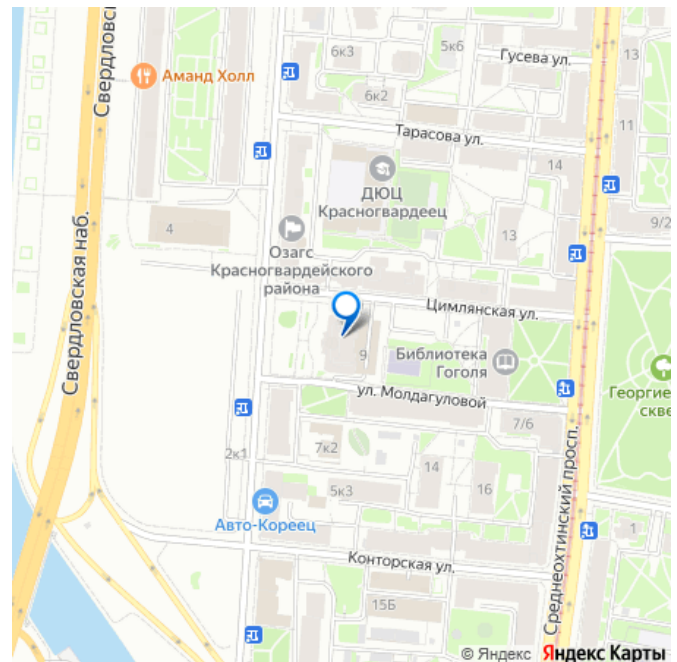 6к3
5к6
Гусева ул.
13
Аманд Холл
6к2
Свердловск
Тарасова ул.
11
14
ДЮЦ
Красногвардеец
4
Озагс
Красногвардейского
района
13
9/2
Свердловская наб.
Цимлянская ул.
9
Библиотека
Гоголя
Георгие
скве
ул. Молдагуловой
7/6
7к2
2к1
14
16
5к3
Авто-Кореец
Среднеохтинский просп.
1
Конторская ул.
15Б
© Яндекс Яндекс Карты